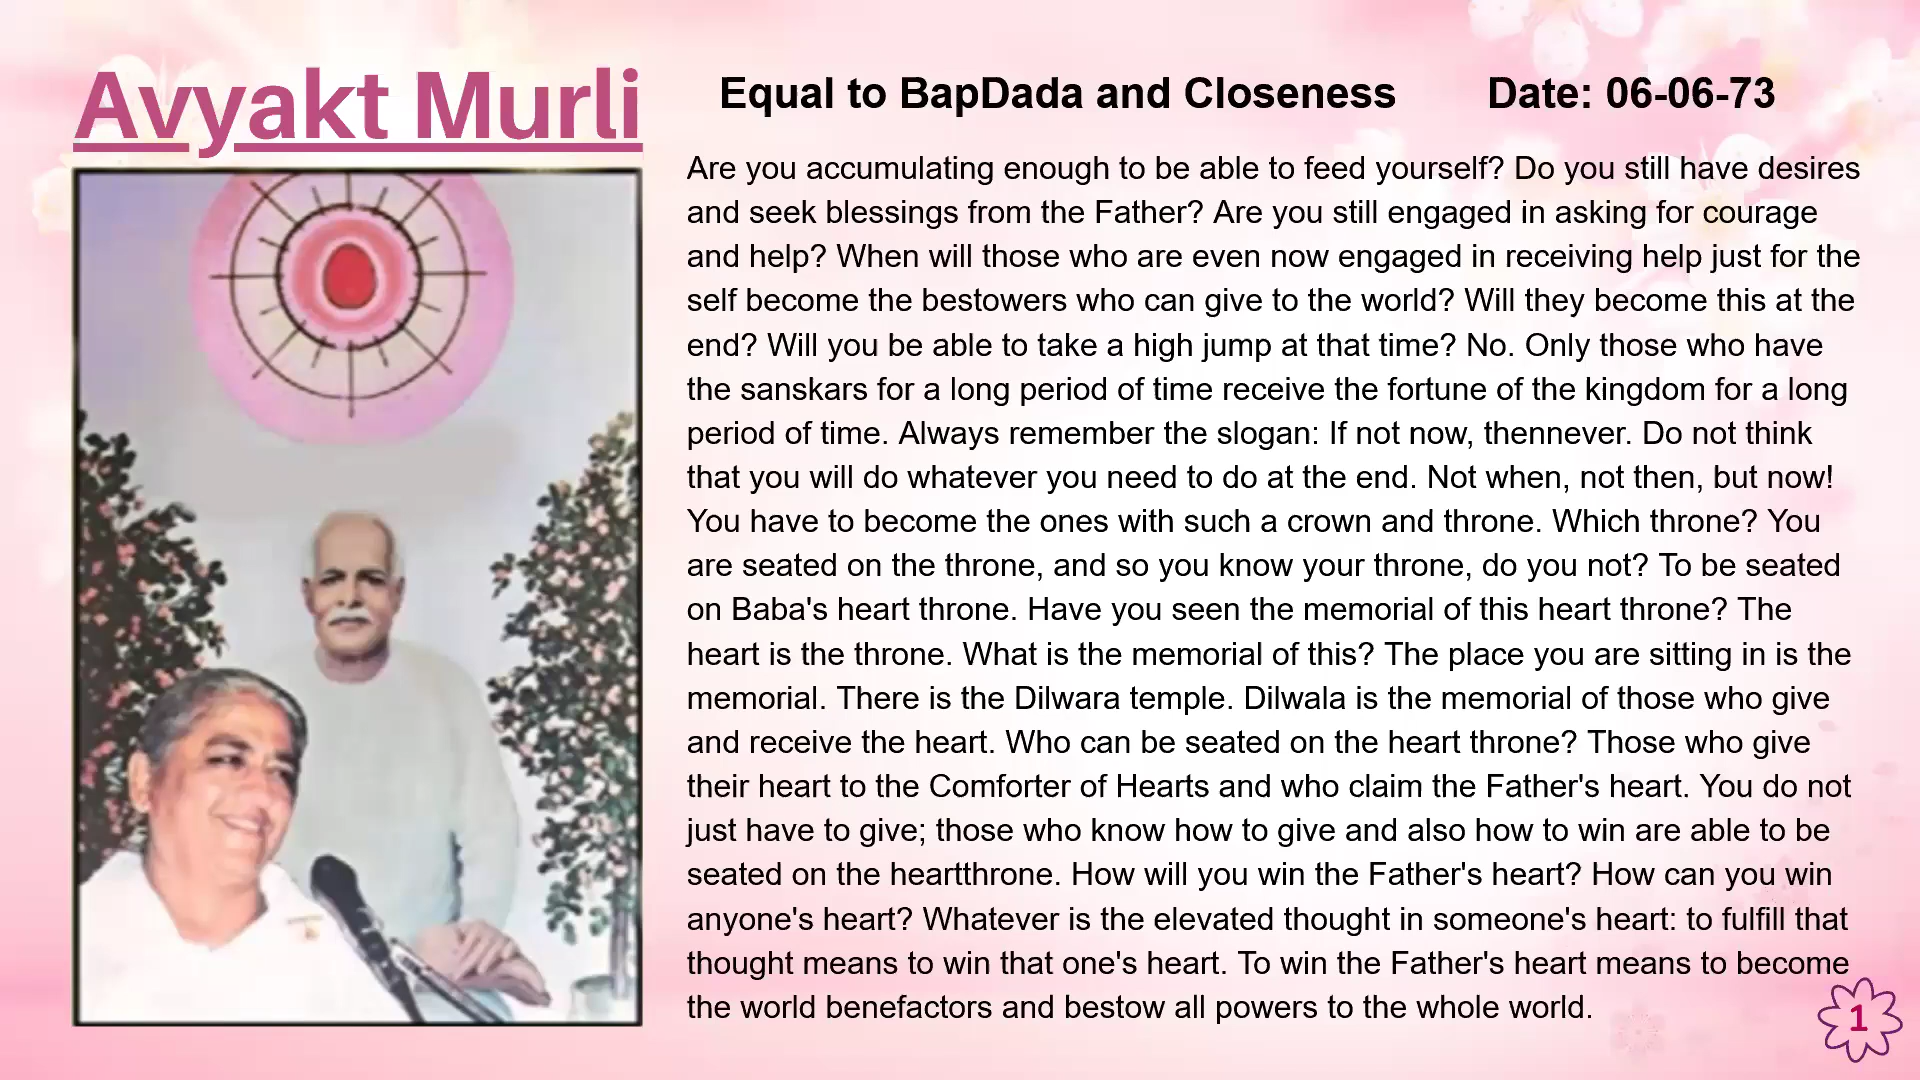 Avyakt Murli
Equal to BapDada and Closeness Date: 06-06-73
Are you accumulating enough to be able to feed yourself? Do you still have desires
and seek blessings from the Father? Are you still engaged in asking for courage
and help? When will those who are even now engaged in receiving help just for the
self become the bestowers who can give to the world? Will they become this at the
end? Will you be able to take a high jump at that time? No. Only those who have
the sanskars for a long period of time receive the fortune of the kingdom for a long
period of time. Always remember the slogan: If not now, thennever. Do not think
that you will do whatever you need to do at the end. Not when, not then, but now!
You have to become the ones with such a crown and throne. Which throne? You
are seated on the throne, and so you know your throne, do you not? To be seated
on Baba's heart throne. Have you seen the memorial of this heart throne? The
heart is the throne. What is the memorial of this? The place you are sitting in is the
memorial. There is the Dilwara temple. Dilwala is the memorial of those who give
and receive the heart. Who can be seated on the heart throne? Those who give
their heart to the Comforter of Hearts and who claim the Father's heart. You do not
just have to give; those who know how to give and also how to win are able to be
seated on the heartthrone. How will you win the Father's heart? How can you win
anyone's heart? Whatever is the elevated thought in someone's heart: to fulfill that
thought means to win that one's heart. To win the Father's heart means to become
the world benefactors and bestow all powers to the whole world.
1